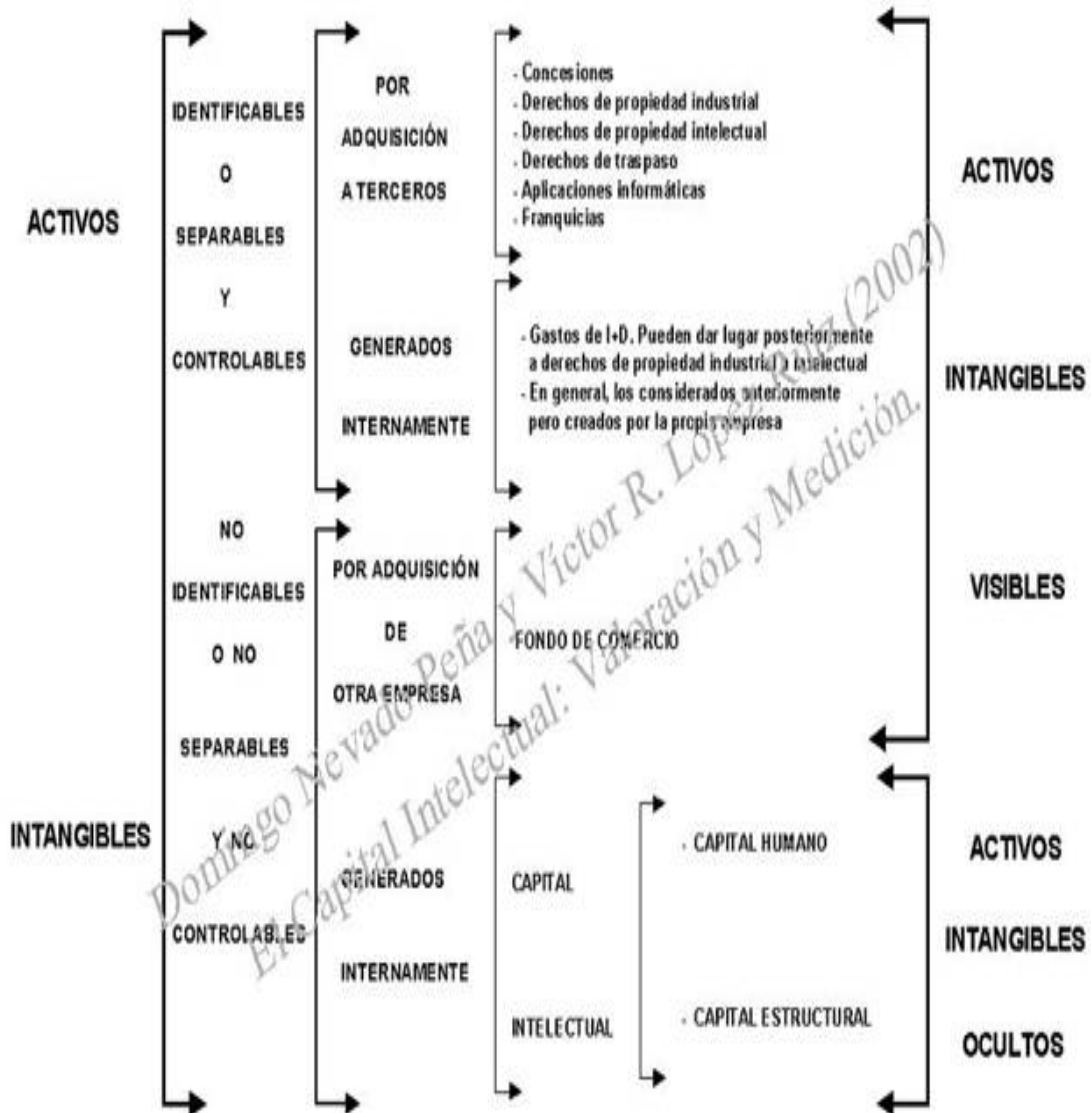 ACTIVOS
INTANGIBLES
IDENTIFICABLES
O
SEPARABLES
Y
CONTROLABLES
NO
IDENTIFICABLES
O NO
SEPARABLES
Y NO
CONTROLABLES
POR
ADQUISICIÓN
A TERCEROS
- Concesiones
- Derechos de propiedad industrial
- Derechos de propiedad intelectual
- Derechos de traspaso
- Aplicaciones informáticas
- Franquicias
GENERADOS
INTERNAMENTE
- Gastos de I+D. Pueden dar lugar posteriormente
a derechos de propiedad industrial o intelectual
- En general, los considerados anteriormente
pero creados por la propia empresa
POR ADQUISICIÓN
DE
OTRA EMPRESA
FONDO DE COMERCIO
GENERADOS
INTERNAMENTE
CAPITAL
INTELECTUAL
- CAPITAL HUMANO
- CAPITAL ESTRUCTURAL
ACTIVOS
INTANGIBLES
VISIBLES
ACTIVOS
INTANGIBLES
OCULTOS
Domingo Nevado Peña y Víctor R. López Ruiz (2002)
El Capital Intelectual: Valoración y Medición.